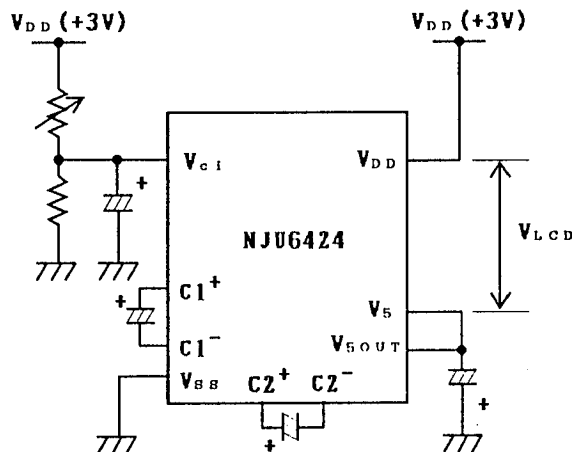 VDD (+3V)
VDD (+3V)
Vci
VDD
+
NJU6424
VLCD
C1+
+
V5
C1-
V5OUT
VSS
C2+
C2-
+
+